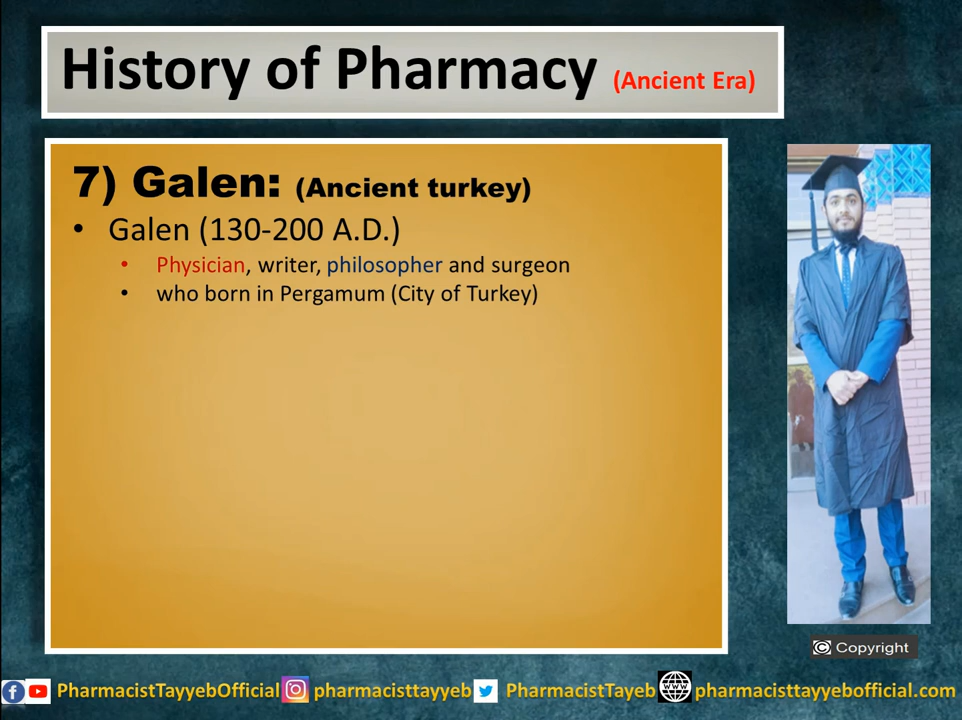 History of Pharmacy (Ancient Era)
7) Galen: (Ancient turkey)
• Galen (130-200 A.D.)
• Physician, writer, philosopher and surgeon
• who born in Pergamum (City of Turkey)
© Copyright
PharmacistTayyebOfficial pharmacisttayyeb PharmacistTayeb WWW pharmacisttayyebofficial.com